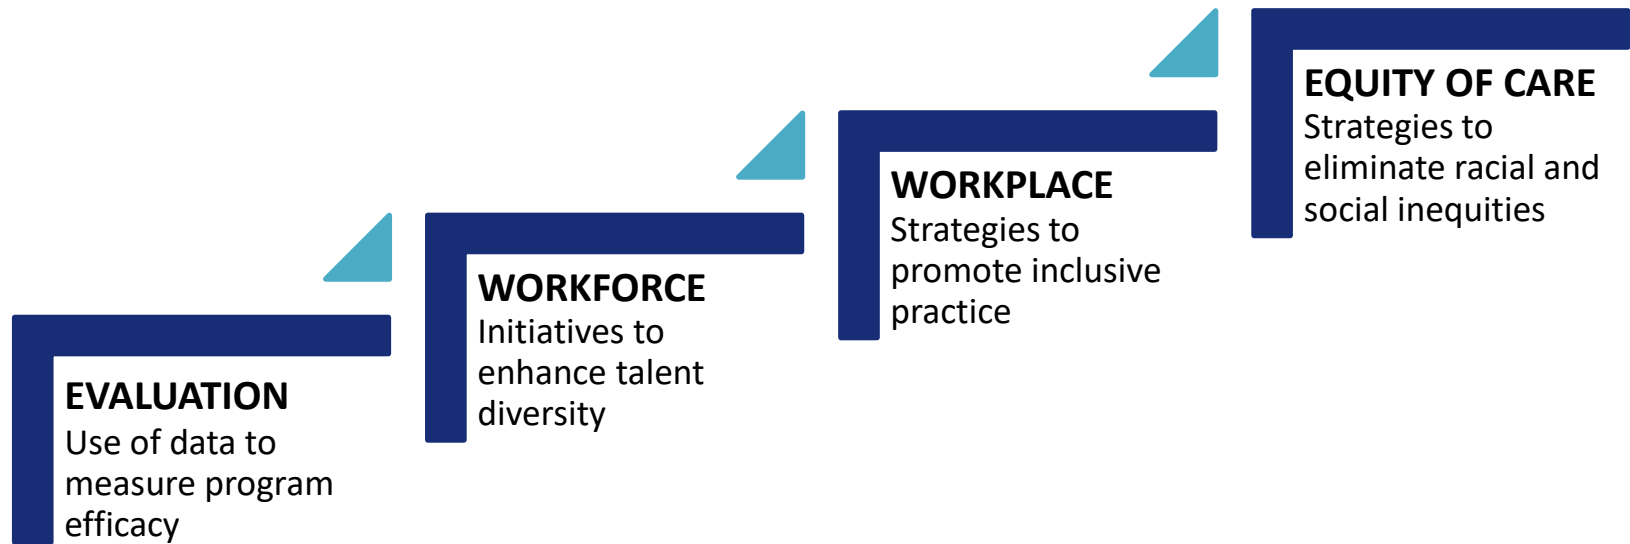 EVALUATION
Use of data to
measure program
efficacy
WORKFORCE
Initiatives to
enhance talent
diversity
WORKPLACE
Strategies to
promote inclusive
practice
EQUITY OF CARE
Strategies to
eliminate racial and
social inequities